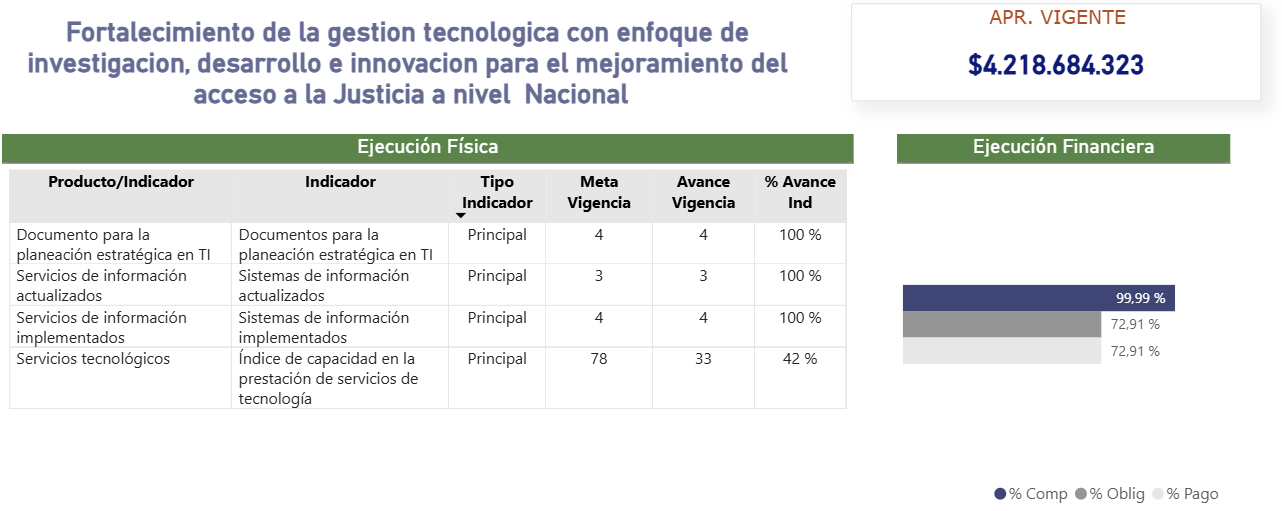 Fortalecimiento de la gestion tecnologica con enfoque de
investigacion, desarrollo e innovacion para el mejoramiento del
acceso a la Justicia a nivel Nacional
APR. VIGENTE
$4.218.684.323
Ejecución Física
Producto/Indicador Indicador Tipo Indicador Meta Vigencia Avance Vigencia % Avance Ind
Documento para la planeación estratégica en TI Documentos para la planeación estratégica en TI Principal 4 4 100 %
Servicios de información actualizados Sistemas de información actualizados Principal 3 3 100 %
Servicios de información implementados Sistemas de información implementados Principal 4 4 100 %
Servicios tecnológicos Índice de capacidad en la prestación de servicios de tecnología Principal 78 33 42 %
Ejecución Financiera
99,99 %
72,91 %
72,91 %
% Comp % Oblig % Pago